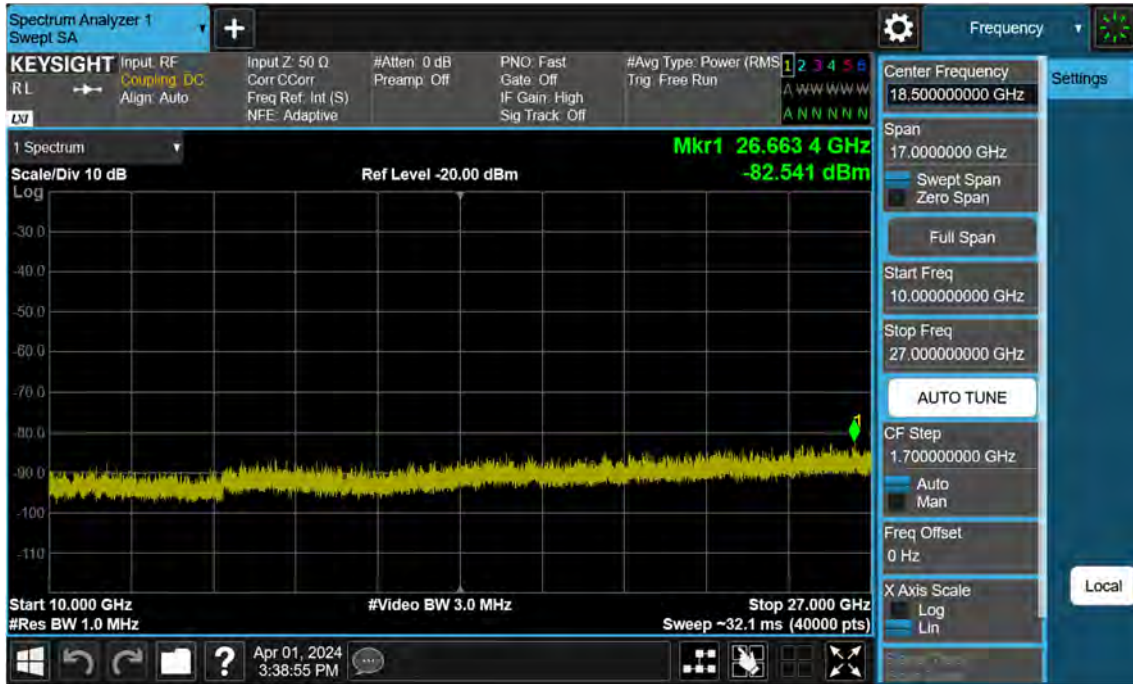 Spectrum Analyzer 1
Swept SA
Frequency
KEYSIGHT
RL
LXI
Input: RF
Coupling: DC
Align: Auto
Input Z: 50 Ω
Corr CCorr
Freq Ref: Int (S)
NFE: Adaptive
#Atten: 0 dB
Preamp: Off
PNO: Fast
Gate: Off
IF Gain: High
Sig Track: Off
#Avg Type: Power (RMS
Trig: Free Run
1 2 3 4 5 6
A W W W W W
A N N N N N
1 Spectrum
Mkr1 26.663 4 GHz
Scale/Div 10 dB
Ref Level -20.00 dBm
-82.541 dBm
Log
-30.0
-40.0
-50.0
-60.0
-70.0
-80.0
-90.0
-100
-110
1
Start 10.000 GHz
#Video BW 3.0 MHz
Stop 27.000 GHz
#Res BW 1.0 MHz
Sweep ~32.1 ms (40000 pts)
Center Frequency
18.500000000 GHz
Settings
Span
17.0000000 GHz
Swept Span
Zero Span
Full Span
Start Freq
10.000000000 GHz
Stop Freq
27.000000000 GHz
AUTO TUNE
CF Step
1.700000000 GHz
Auto
Man
Freq Offset
0 Hz
X Axis Scale
Log
Lin
Local
?
Apr 01, 2024
3:38:55 PM